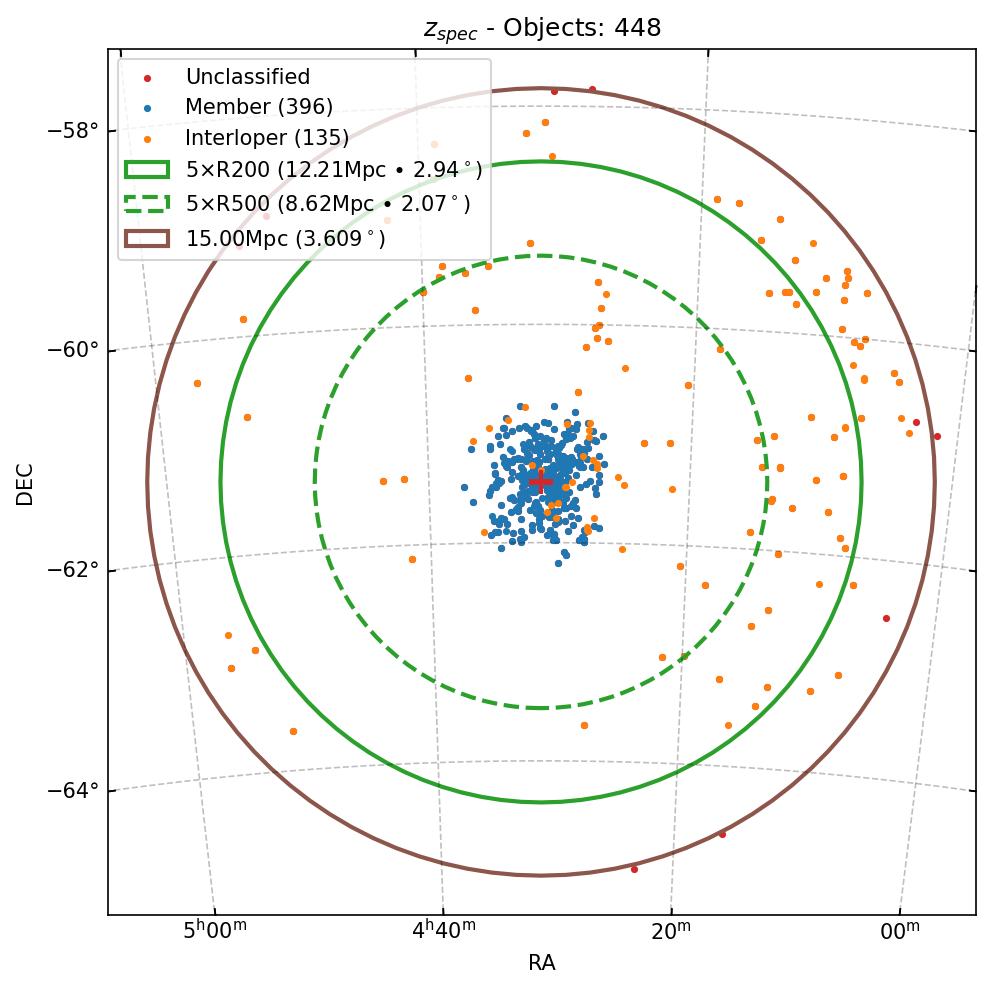 z_spec - Objects: 448
Unclassified
Member (396)
Interloper (135)
5×R200 (12.21Mpc • 2.94°)
5×R500 (8.62Mpc • 2.07°)
15.00Mpc (3.609°)
−58°
−60°
−62°
−64°
DEC
5ʰ00ᵐ 4ʰ40ᵐ 20ᵐ 00ᵐ
RA